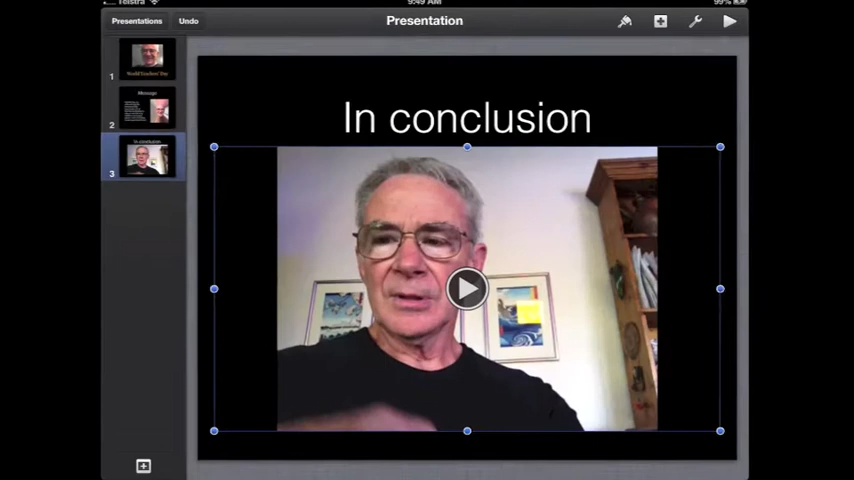 Telstra
9:49 AM
99%
Presentations
Undo
Presentation
1
World Teachers' Day
Message
2
In conclusion
3
In conclusion